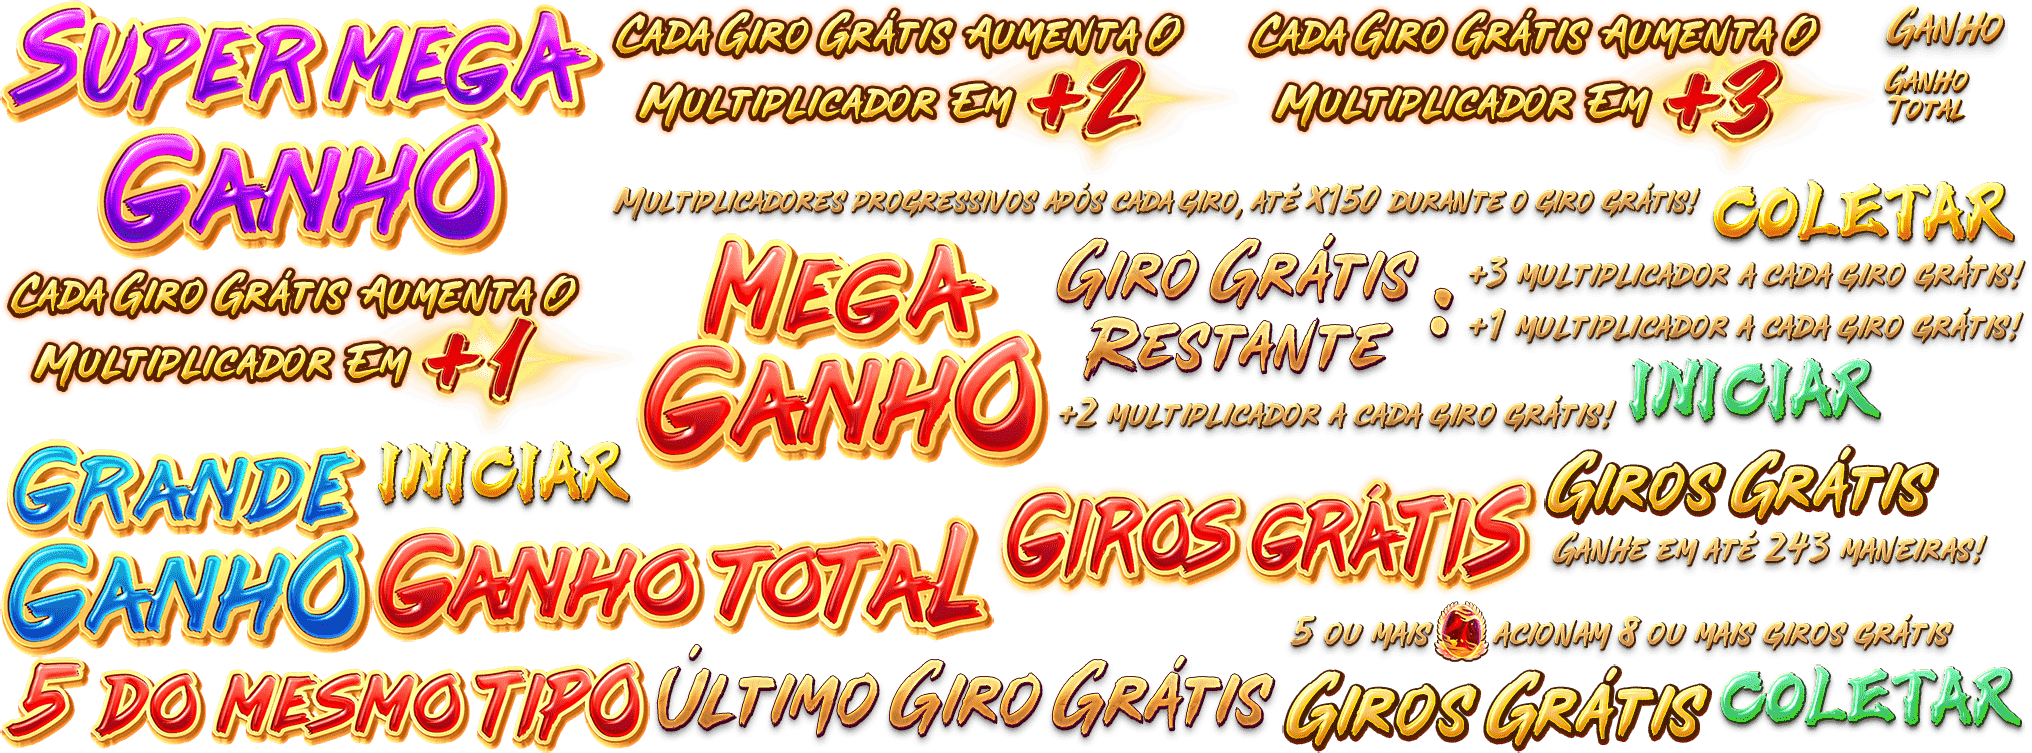 SUPER MEGA
GANHO
CADA GIRO GRÁTIS AUMENTA O
MULTIPLICADOR EM +2
CADA GIRO GRÁTIS AUMENTA O
MULTIPLICADOR EM +3
GANHO
GANHO
TOTAL
MULTIPLICADORES PROGRESSIVOS APÓS CADA GIRO, ATÉ X150 DURANTE O GIRO GRÁTIS!
COLETAR
CADA GIRO GRÁTIS AUMENTA O
MULTIPLICADOR EM +1
MEGA
GANHO
GIRO GRÁTIS
RESTANTE :
+3 MULTIPLICADOR A CADA GIRO GRÁTIS!
+1 MULTIPLICADOR A CADA GIRO GRÁTIS!
INICIAR
+2 MULTIPLICADOR A CADA GIRO GRÁTIS!
GRANDE
GANHO
INICIAR
GANHO TOTAL
GIROS GRÁTIS
GIROS GRÁTIS
GANHE EM ATÉ 243 MANEIRAS!
5 OU MAIS ACIONAM 8 OU MAIS GIROS GRÁTIS
5 DO MESMO TIPO
ÚLTIMO GIRO GRÁTIS
GIROS GRÁTIS
COLETAR